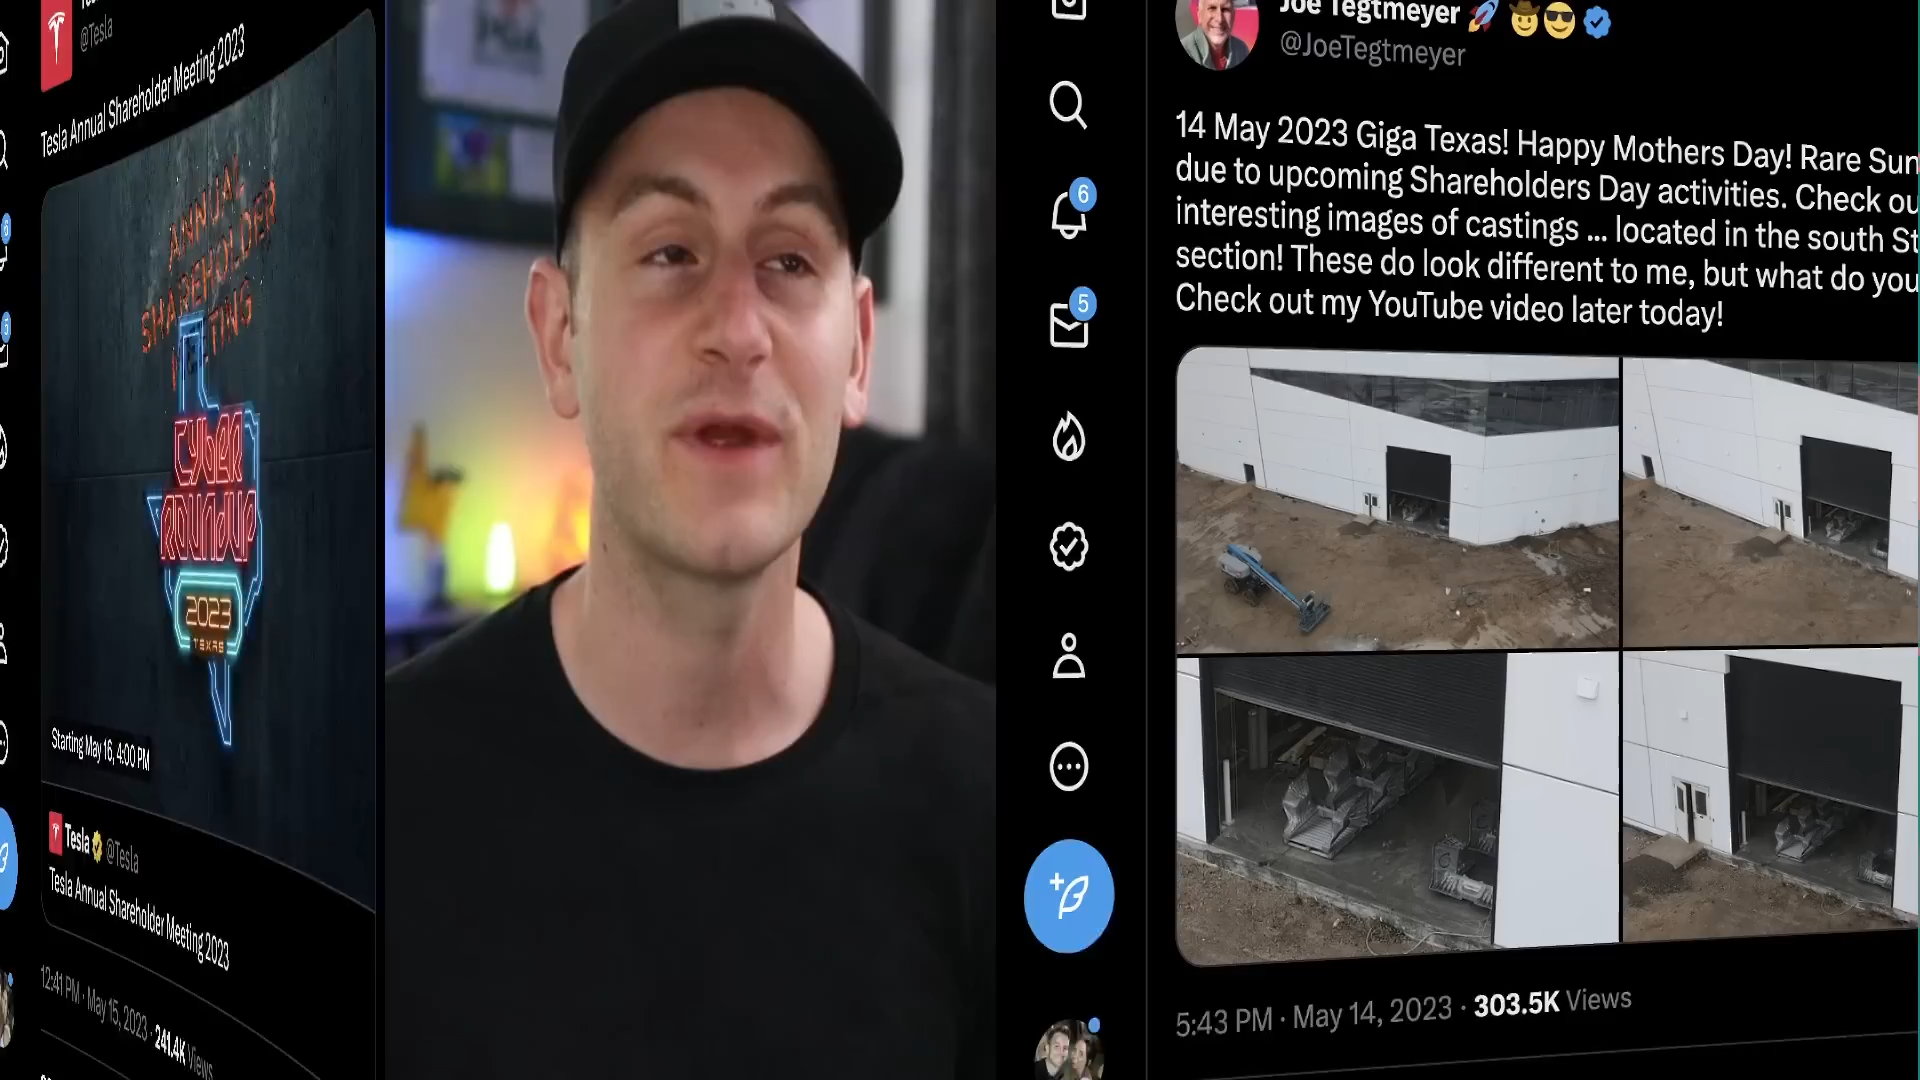 @Tesla
Tesla Annual Shareholder Meeting 2023
ANNUAL
SHAREHOLDER
CYBER
ROUNDUP
2023
TEXAS
Starting May 16, 4:00 PM
Tesla @Tesla
Tesla Annual Shareholder Meeting 2023
12:41 PM · May 15, 2023 · 241.4K Views
6
5
Joe Tegtmeyer 🚀🤠😎
@JoeTegtmeyer
14 May 2023 Giga Texas! Happy Mothers Day! Rare Sun
due to upcoming Shareholders Day activities. Check ou
interesting images of castings ... located in the south St
section! These do look different to me, but what do you
Check out my YouTube video later today!
5:43 PM · May 14, 2023 · 303.5K Views
6
5